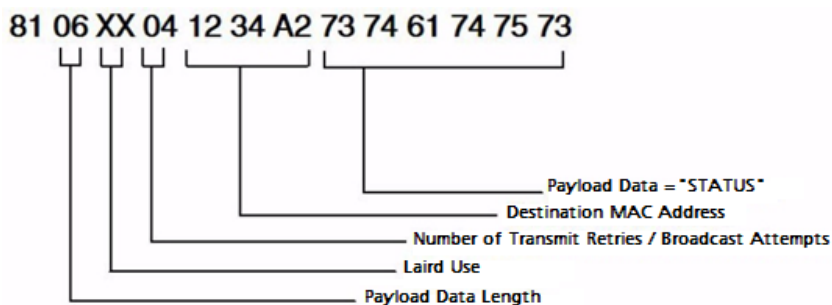 81 06 XX 04 12 34 A2 73 74 61 74 75 73
Payload Data = "STATUS"
Destination MAC Address
Number of Transmit Retries / Broadcast Attempts
Laird Use
Payload Data Length